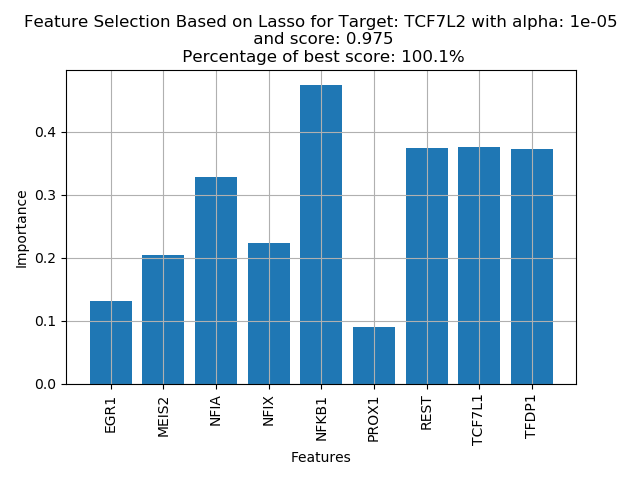 Feature Selection Based on Lasso for Target: TCF7L2 with alpha: 1e-05
and score: 0.975
Percentage of best score: 100.1%
Importance
0.4
0.3
0.2
0.1
0.0
EGR1
MEIS2
NFIA
NFIX
NFKB1
PROX1
REST
TCF7L1
TFDP1
Features